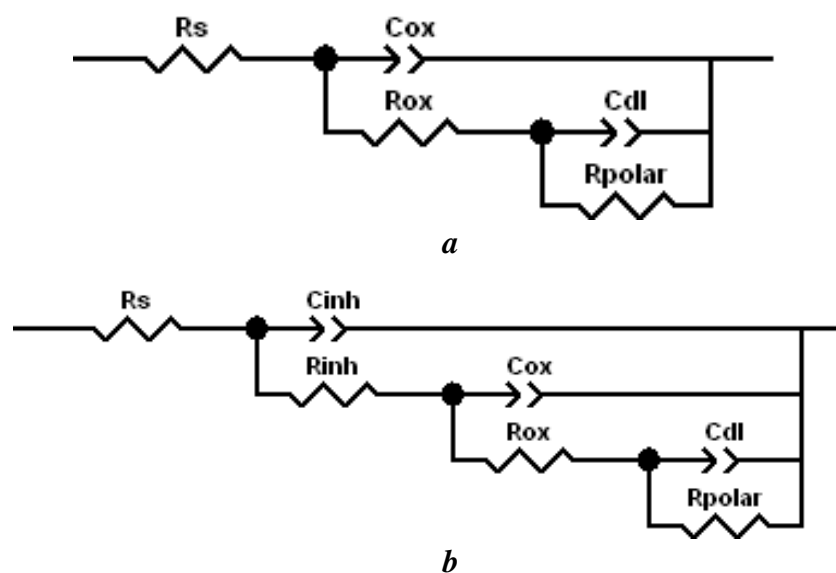 Rs Cox
Rox Cdl
Rpolar
a
Rs Cinh
Rinh Cox
Rox Cdl
Rpolar
b